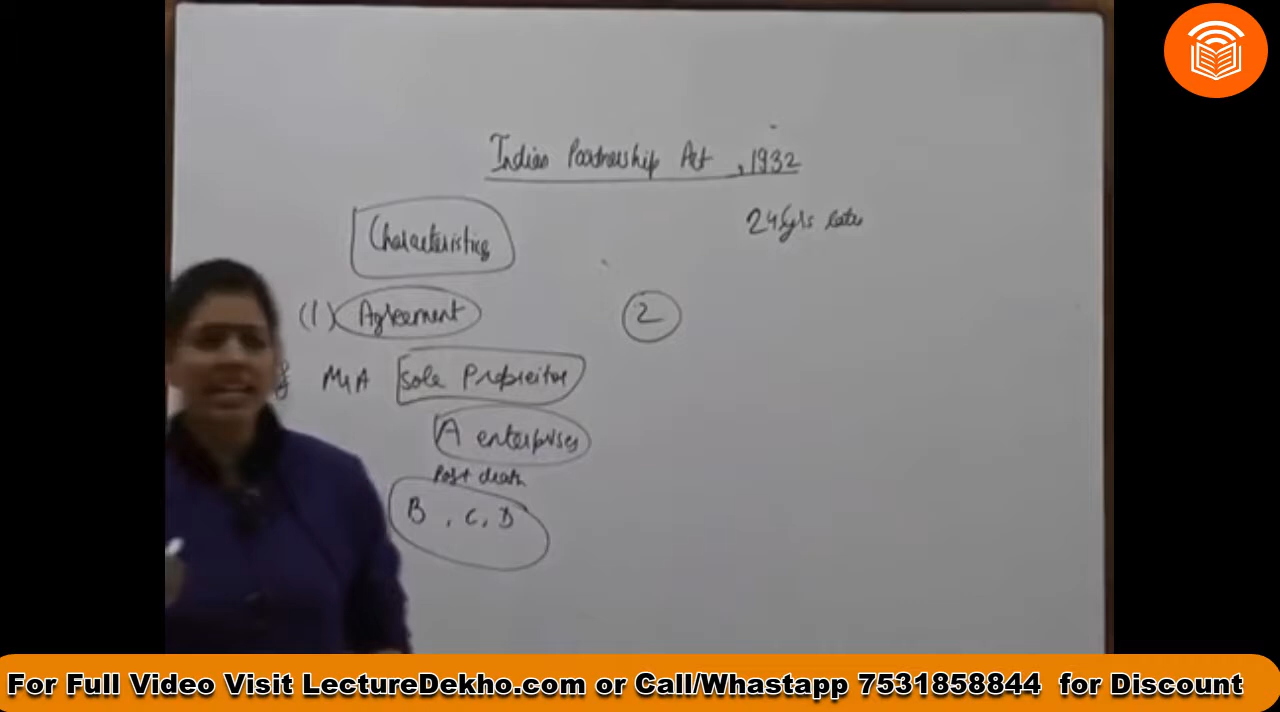 Indian Partnership Act , 1932
24 yrs later
Characteristics
(1) Agreement
2
Mr A Sole Proprietor
A enterprises
Post death
B , C, D
For Full Video Visit LectureDekho.com or Call/Whastapp 7531858844 for Discount